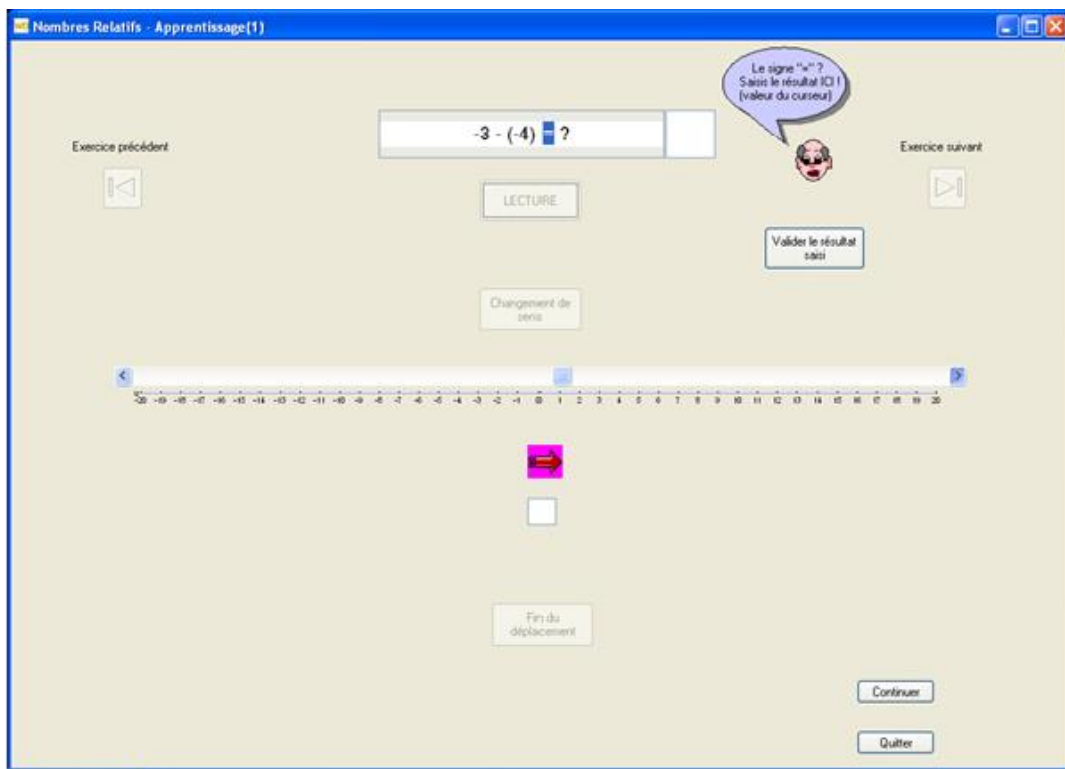 Nombres Relatifs - Apprentissage(1)
Le signe "=" ?
Saisis le résultat ICI !
(valeur du curseur)
-3 - (-4) = ?
Exercice précédent
Exercice suivant
LECTURE
Valider le résultat
saisi
Changement de
sens
-20 -19 -18 -17 -16 -15 -14 -13 -12 -11 -10 -9 -8 -7 -6 -5 -4 -3 -2 -1 0 1 2 3 4 5 6 7 8 9 10 11 12 13 14 15 16 17 18 19 20
Fin du
déplacement
Continuer
Quitter